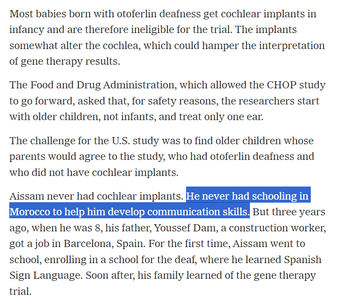 Most babies born with otoferlin deafness get cochlear implants in
infancy and are therefore ineligible for the trial. The implants
somewhat alter the cochlea, which could hamper the interpretation
of gene therapy results.
The Food and Drug Administration, which allowed the CHOP study
to go forward, asked that, for safety reasons, the researchers start
with older children, not infants, and treat only one ear.
The challenge for the U.S. study was to find older children whose
parents would agree to the study, who had otoferlin deafness and
who did not have cochlear implants.
Aissam never had cochlear implants. He never had schooling in
Morocco to help him develop communication skills. But three years
ago, when he was 8, his father, Youssef Dam, a construction worker,
got a job in Barcelona, Spain. For the first time, Aissam went to
school, enrolling in a school for the deaf, where he learned Spanish
Sign Language. Soon after, his family learned of the gene therapy
trial.